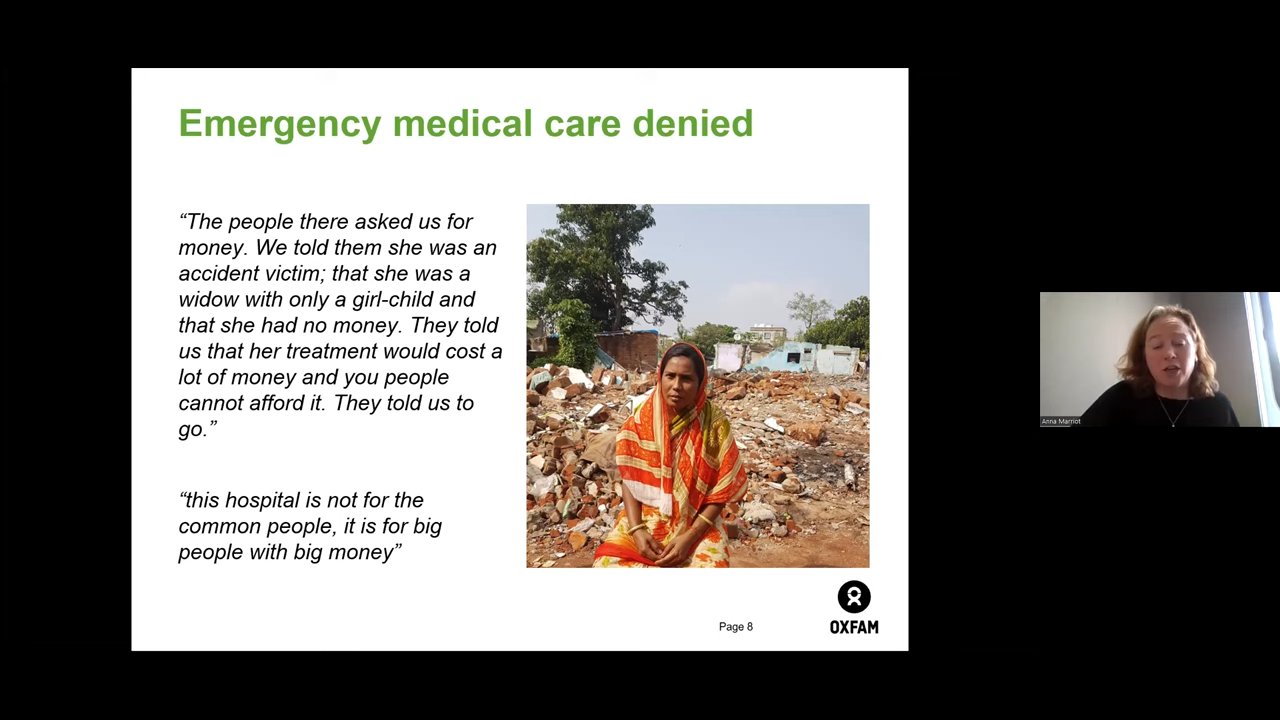 Emergency medical care denied
“The people there asked us for
money. We told them she was an
accident victim; that she was a
widow with only a girl-child and
that she had no money. They told
us that her treatment would cost a
lot of money and you people
cannot afford it. They told us to
go.”
“this hospital is not for the
common people, it is for big
people with big money”
Page 8
OXFAM
Anna Marriot